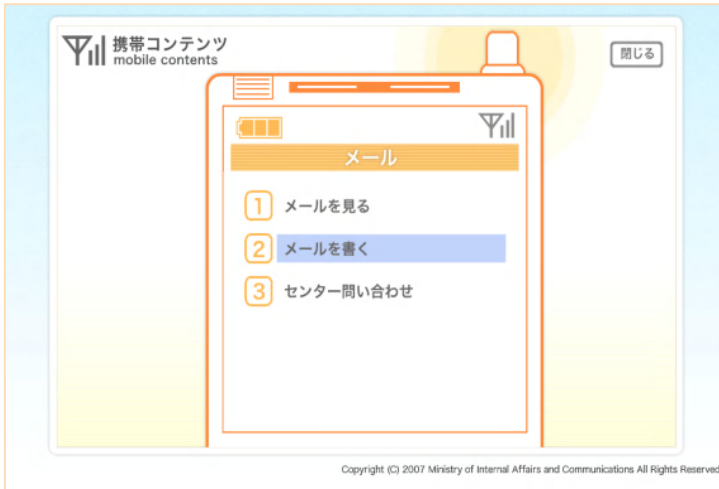 携帯コンテンツ
mobile contents
閉じる
メール
1 メールを見る
2 メールを書く
3 センター問い合わせ
Copyright (C) 2007 Ministry of Internal Affairs and Communications All Rights Reserved